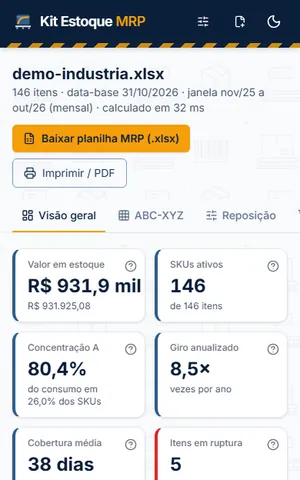 Kit Estoque MRP
demo-industria.xlsx
146 itens · data-base 31/10/2026 · janela nov/25 a
out/26 (mensal) · calculado em 32 ms
Baixar planilha MRP (.xlsx)
Imprimir / PDF
Visão geral
ABC-XYZ
Reposição
Valor em estoque
R$ 931,9 mil
R$ 931.925,08
SKUs ativos
146
de 146 itens
Concentração A
80,4%
do consumo em
26,0% dos SKUs
Giro anualizado
8,5×
vezes por ano
Cobertura média
38 dias
Itens em ruptura
5